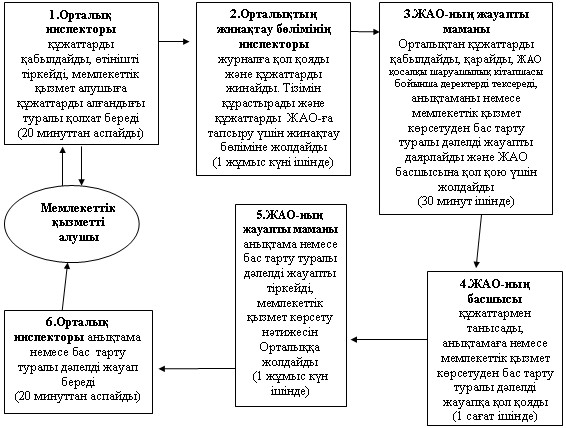 1.Орталық
инспекторы
құжаттарды
қабылдайды, өтінішті
тіркейді, мемлекеттік
қызмет алушыға
құжаттарды алғандығы
туралы қолхат береді
(20 минуттан аспайды)
2.Орталықтың
жинақтау бөлімінің
инспекторы
журналға қол қояды
және құжаттарды
жинайды. Тізімін
құрастырады және
құжаттарды ЖАО-ға
тапсыру үшін жинақтау
бөліміне жолдайды
(1 жұмыс күні ішінде)
3.ЖАО-ның жауапты
маманы
Орталықтан құжаттарды
қабылдайды, қарайды, ЖАО
қосалқы шаруашылық кітапшасы
бойынша деректерді тексереді,
анықтаманы немесе
мемлекеттік қызмет
көрсетуден бас тарту
туралы дәлелді жауапты
даярлайды және ЖАО
басшысына қол қою үшін
жолдайды
(30 минут ішінде)
Мемлекеттік
қызметті
алушы
5.ЖАО-ның
жауапты маманы
анықтама немесе
бас тарту туралы
дәлелді жауапты
тіркейді,
мемлекеттік
қызмет көрсету
нәтижесін
Орталыққа
жолдайды
(1 жұмыс күн
ішінде)
4.ЖАО-ның
басшысы
құжаттармен
танысады,
анықтамаға немесе
мемлекеттік қызмет
көрсетуден бас тарту
туралы дәлелді
жауапқа қол қояды
(1 сағат ішінде)
6.Орталық
инспекторы анықтама
немесе бас тарту
туралы дәлелді жауап
береді
(20 минуттан аспайды)